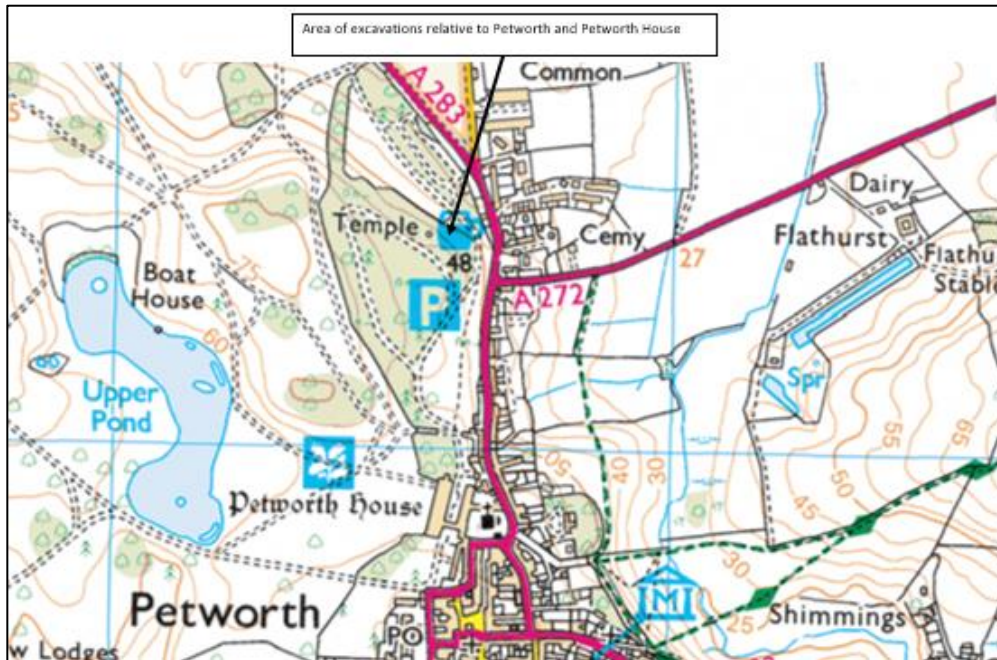 Area of excavations relative to Petworth and Petworth House
Common
A 283
75
Dairy
Temple
Cemy
Flathurst
27
48
Boat
House
P
A 272
60
Spr
Upper
Pond
55
65
50
50
40
30
45
Petworth House
30
M
Petworth
25
Shimmings
PO
w Lodges